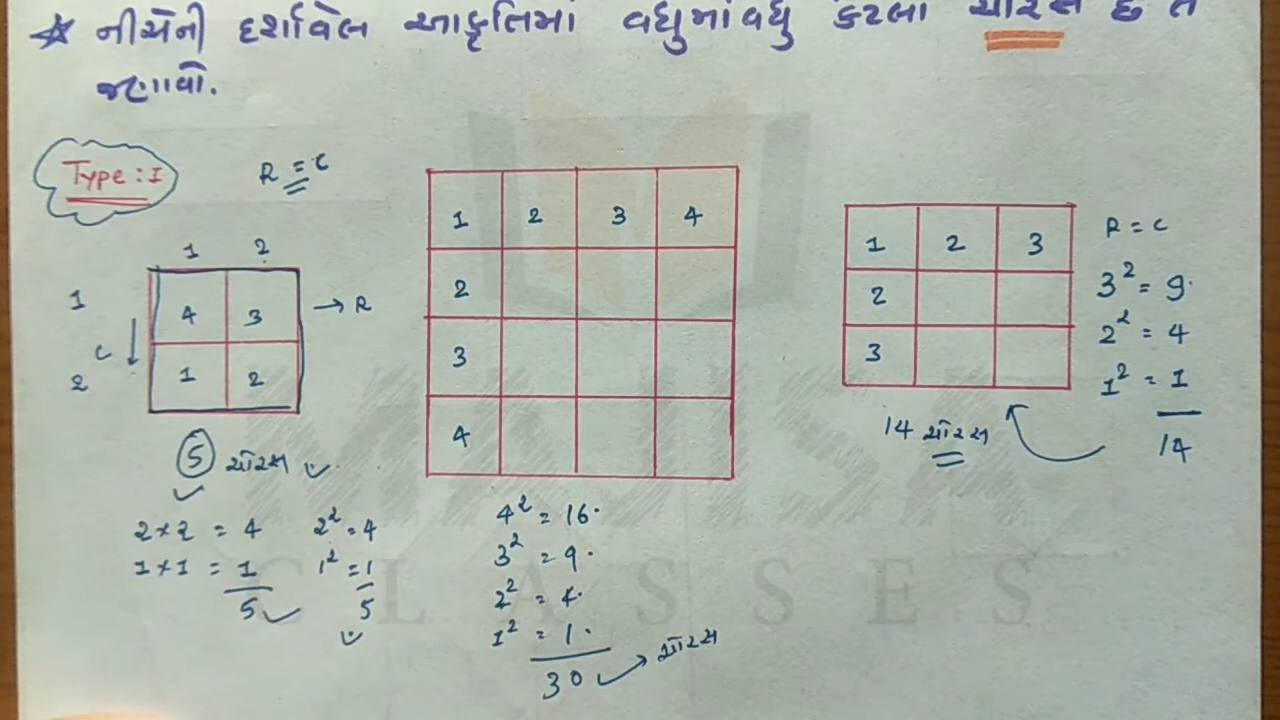 ☆ નીચેની દર્શાવેલ આકૃતિમાં વધુમાંવધુ કેટલા ચોરસ છે તે
જણાવો.
Type : I
R = C
1 2
1
2
C ↓
→ R
4 3
1 2
5 ચોરસ
2 × 2 = 4
1 × 1 = 1
5
2² = 4
1² = 1
5
1 2 3 4
2
3
4
4² = 16
3² = 9
2² = 4
1² = 1
30 → ચોરસ
1 2 3
2
3
14 ચોરસ
R = C
3² = 9
2² = 4
1² = 1
14
CLASSES